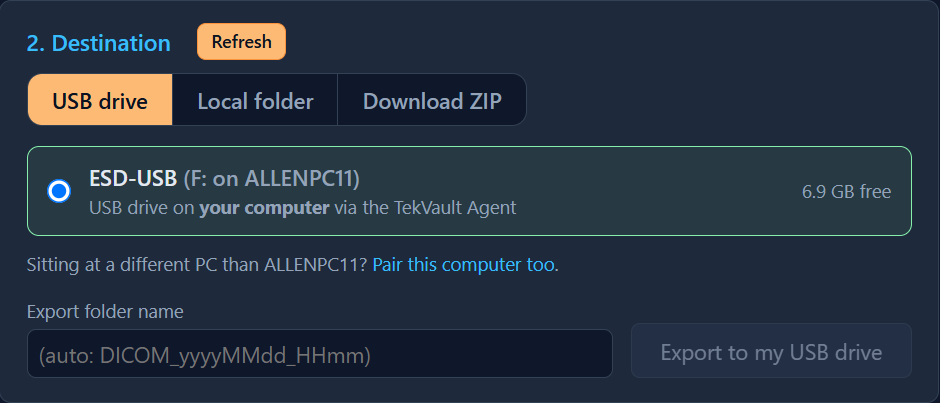 2. Destination Refresh
USB drive Local folder Download ZIP
ESD-USB (F: on ALLENPC11)
USB drive on your computer via the TekVault Agent
6.9 GB free
Sitting at a different PC than ALLENPC11? Pair this computer too.
Export folder name
(auto: DICOM_yyyyMMdd_HHmm)
Export to my USB drive